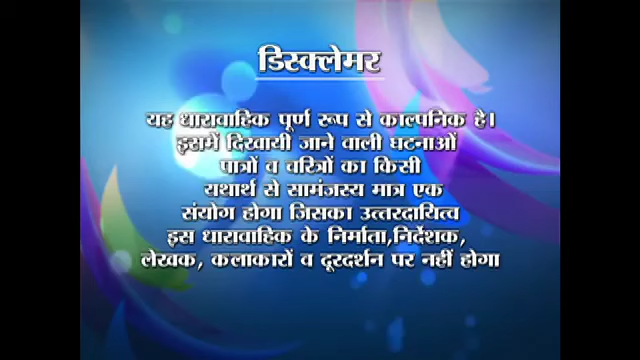 डिस्क्लेमर
यह धारावाहिक पूर्ण रूप से काल्पनिक है।
इसमें दिखायी जाने वाली घटनाओं
पात्रों व चरित्रों का किसी
यथार्थ से सामंजस्य मात्र एक
संयोग होगा जिसका उत्तरदायित्व
इस धारावाहिक के निर्माता,निर्देशक,
लेखक, कलाकारों व दूरदर्शन पर नहीं होगा